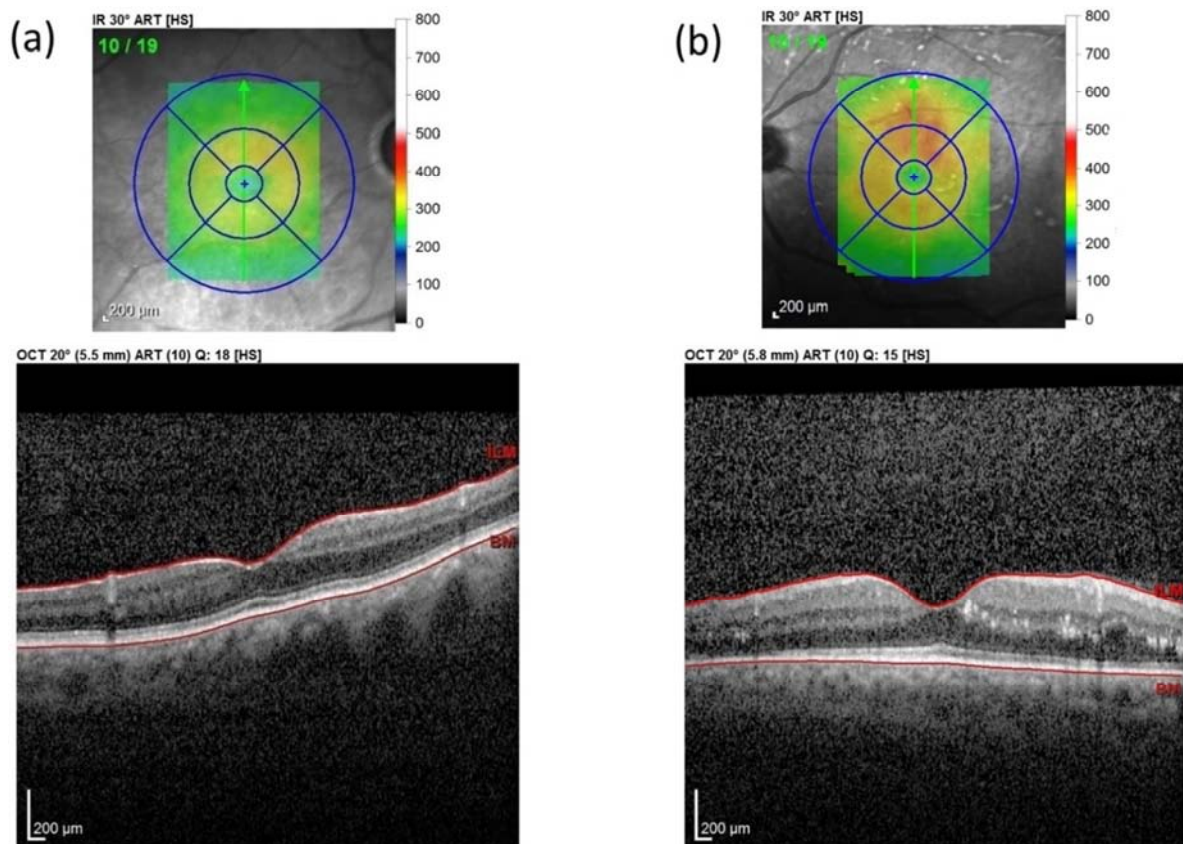 (a)
IR 30° ART [HS]
10 / 19
200 µm
800
700
600
500
400
300
200
100
0
OCT 20° (5.5 mm) ART (10) Q: 18 [HS]
ILM
BM
200 µm
(b)
IR 30° ART [HS]
10 / 19
200 µm
800
700
600
500
400
300
200
100
0
OCT 20° (5.8 mm) ART (10) Q: 15 [HS]
ILM
BM
200 µm